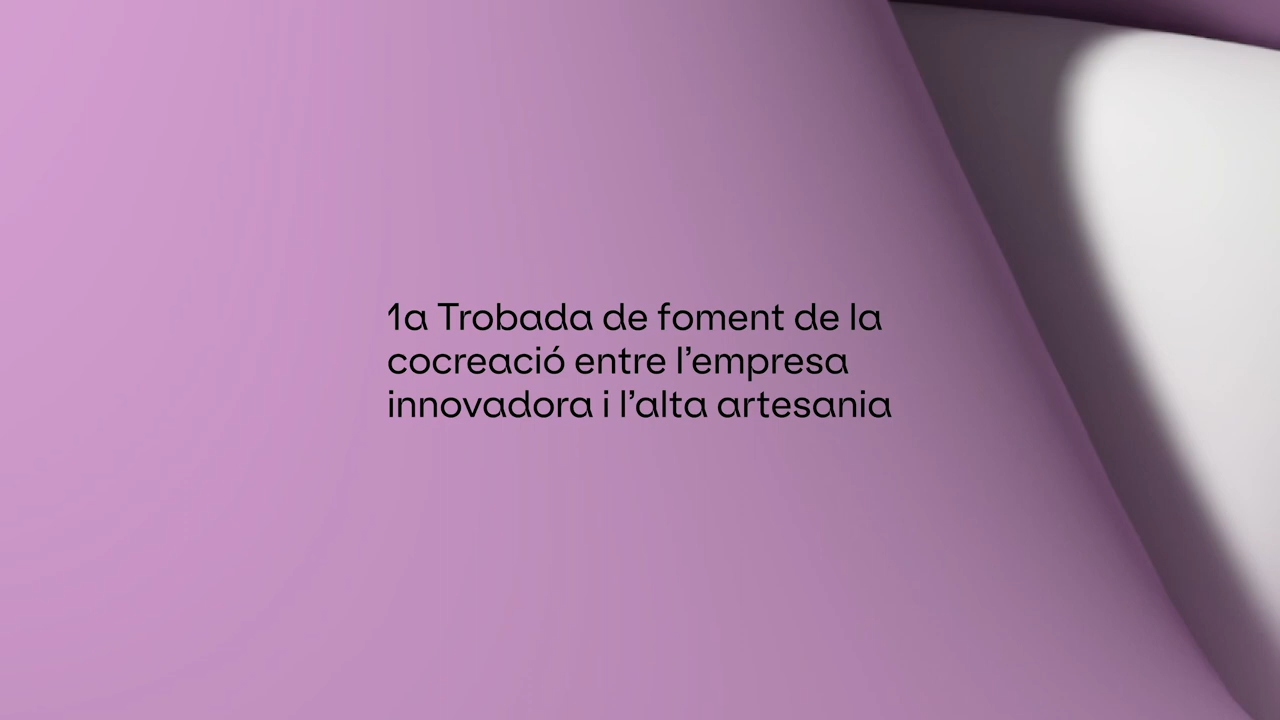 1a Trobada de foment de la
cocreació entre l’empresa
innovadora i l’alta artesania